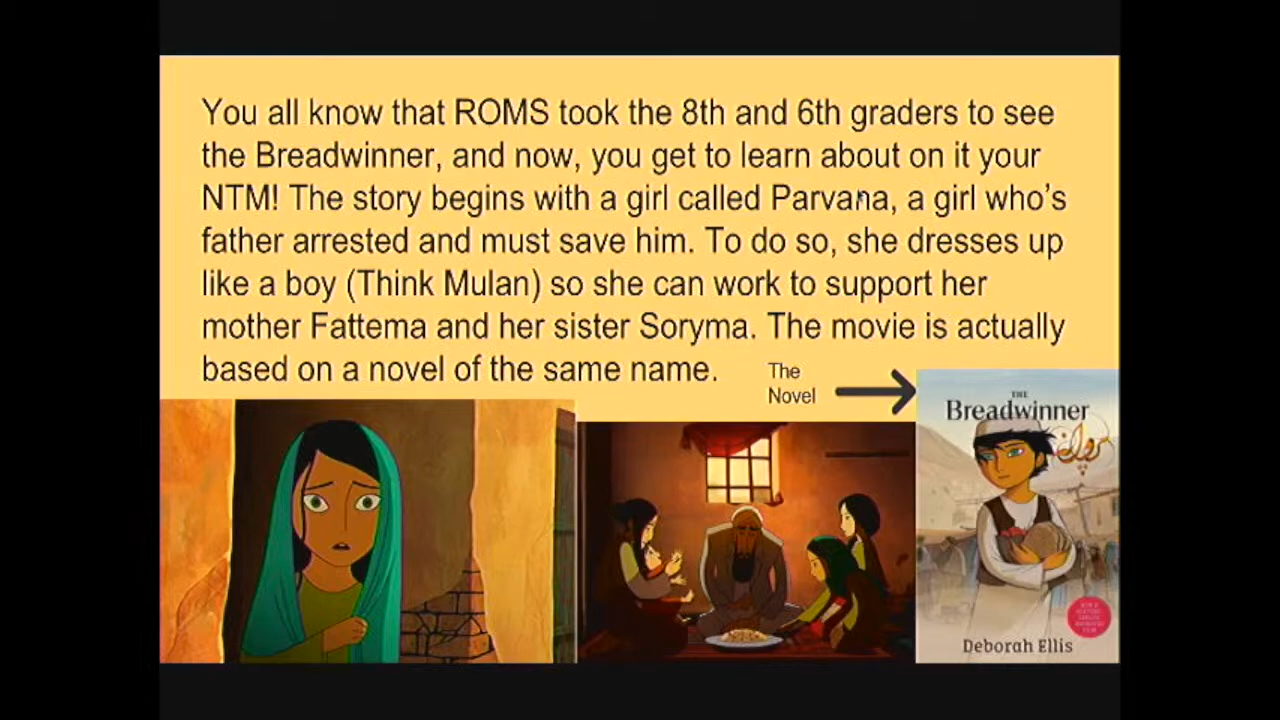 You all know that ROMS took the 8th and 6th graders to see
the Breadwinner, and now, you get to learn about on it your
NTM! The story begins with a girl called Parvana, a girl who's
father arrested and must save him. To do so, she dresses up
like a boy (Think Mulan) so she can work to support her
mother Fattema and her sister Soryma. The movie is actually
based on a novel of the same name.
The
Novel
THE
Breadwinner
Deborah Ellis